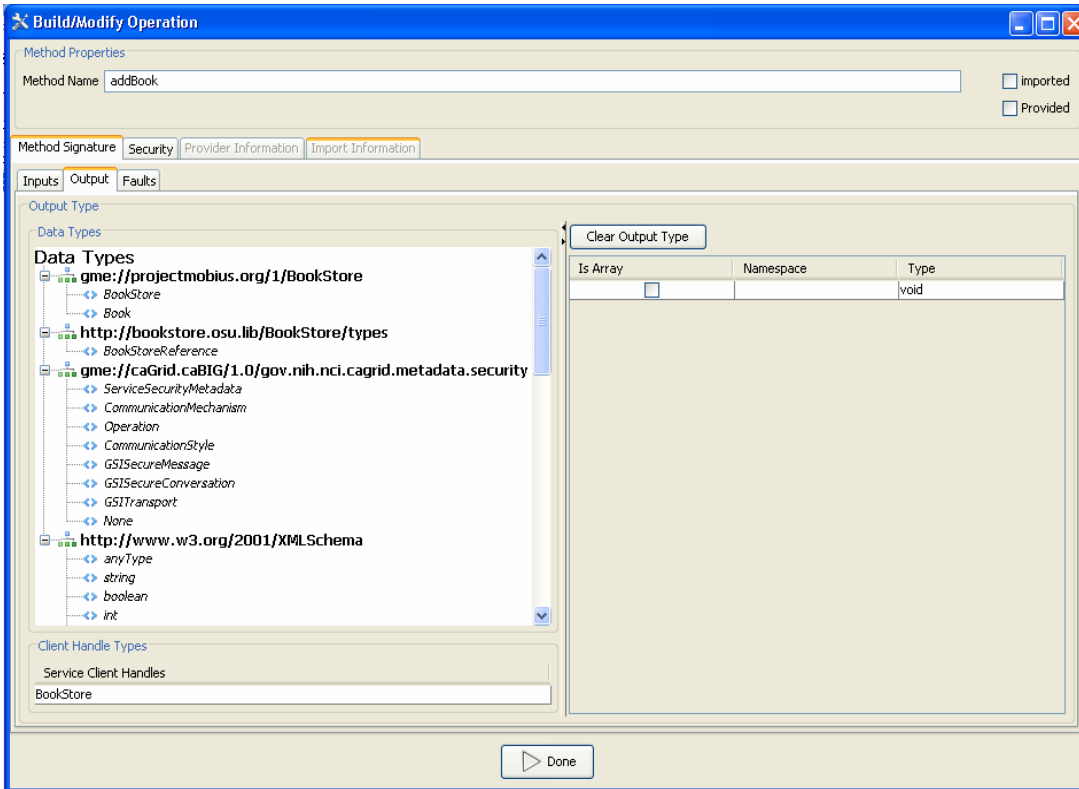 Build/Modify Operation
Method Properties
Method Name addBook
imported
Provided
Method Signature Security Provider Information Import Information
Inputs Output Faults
Output Type
Data Types
Data Types
gme://projectmobius.org/1/BookStore
BookStore
Book
http://bookstore.osu.lib/BookStore/types
BookStoreReference
gme://caGrid.caBIG/1.0/gov.nih.nci.cagrid.metadata.security
ServiceSecurityMetadata
CommunicationMechanism
Operation
CommunicationStyle
GSISecureMessage
GSISecureConversation
GSITransport
None
http://www.w3.org/2001/XMLSchema
anyType
string
boolean
int
Client Handle Types
Service Client Handles
BookStore
Clear Output Type
Is Array Namespace Type
void
Done